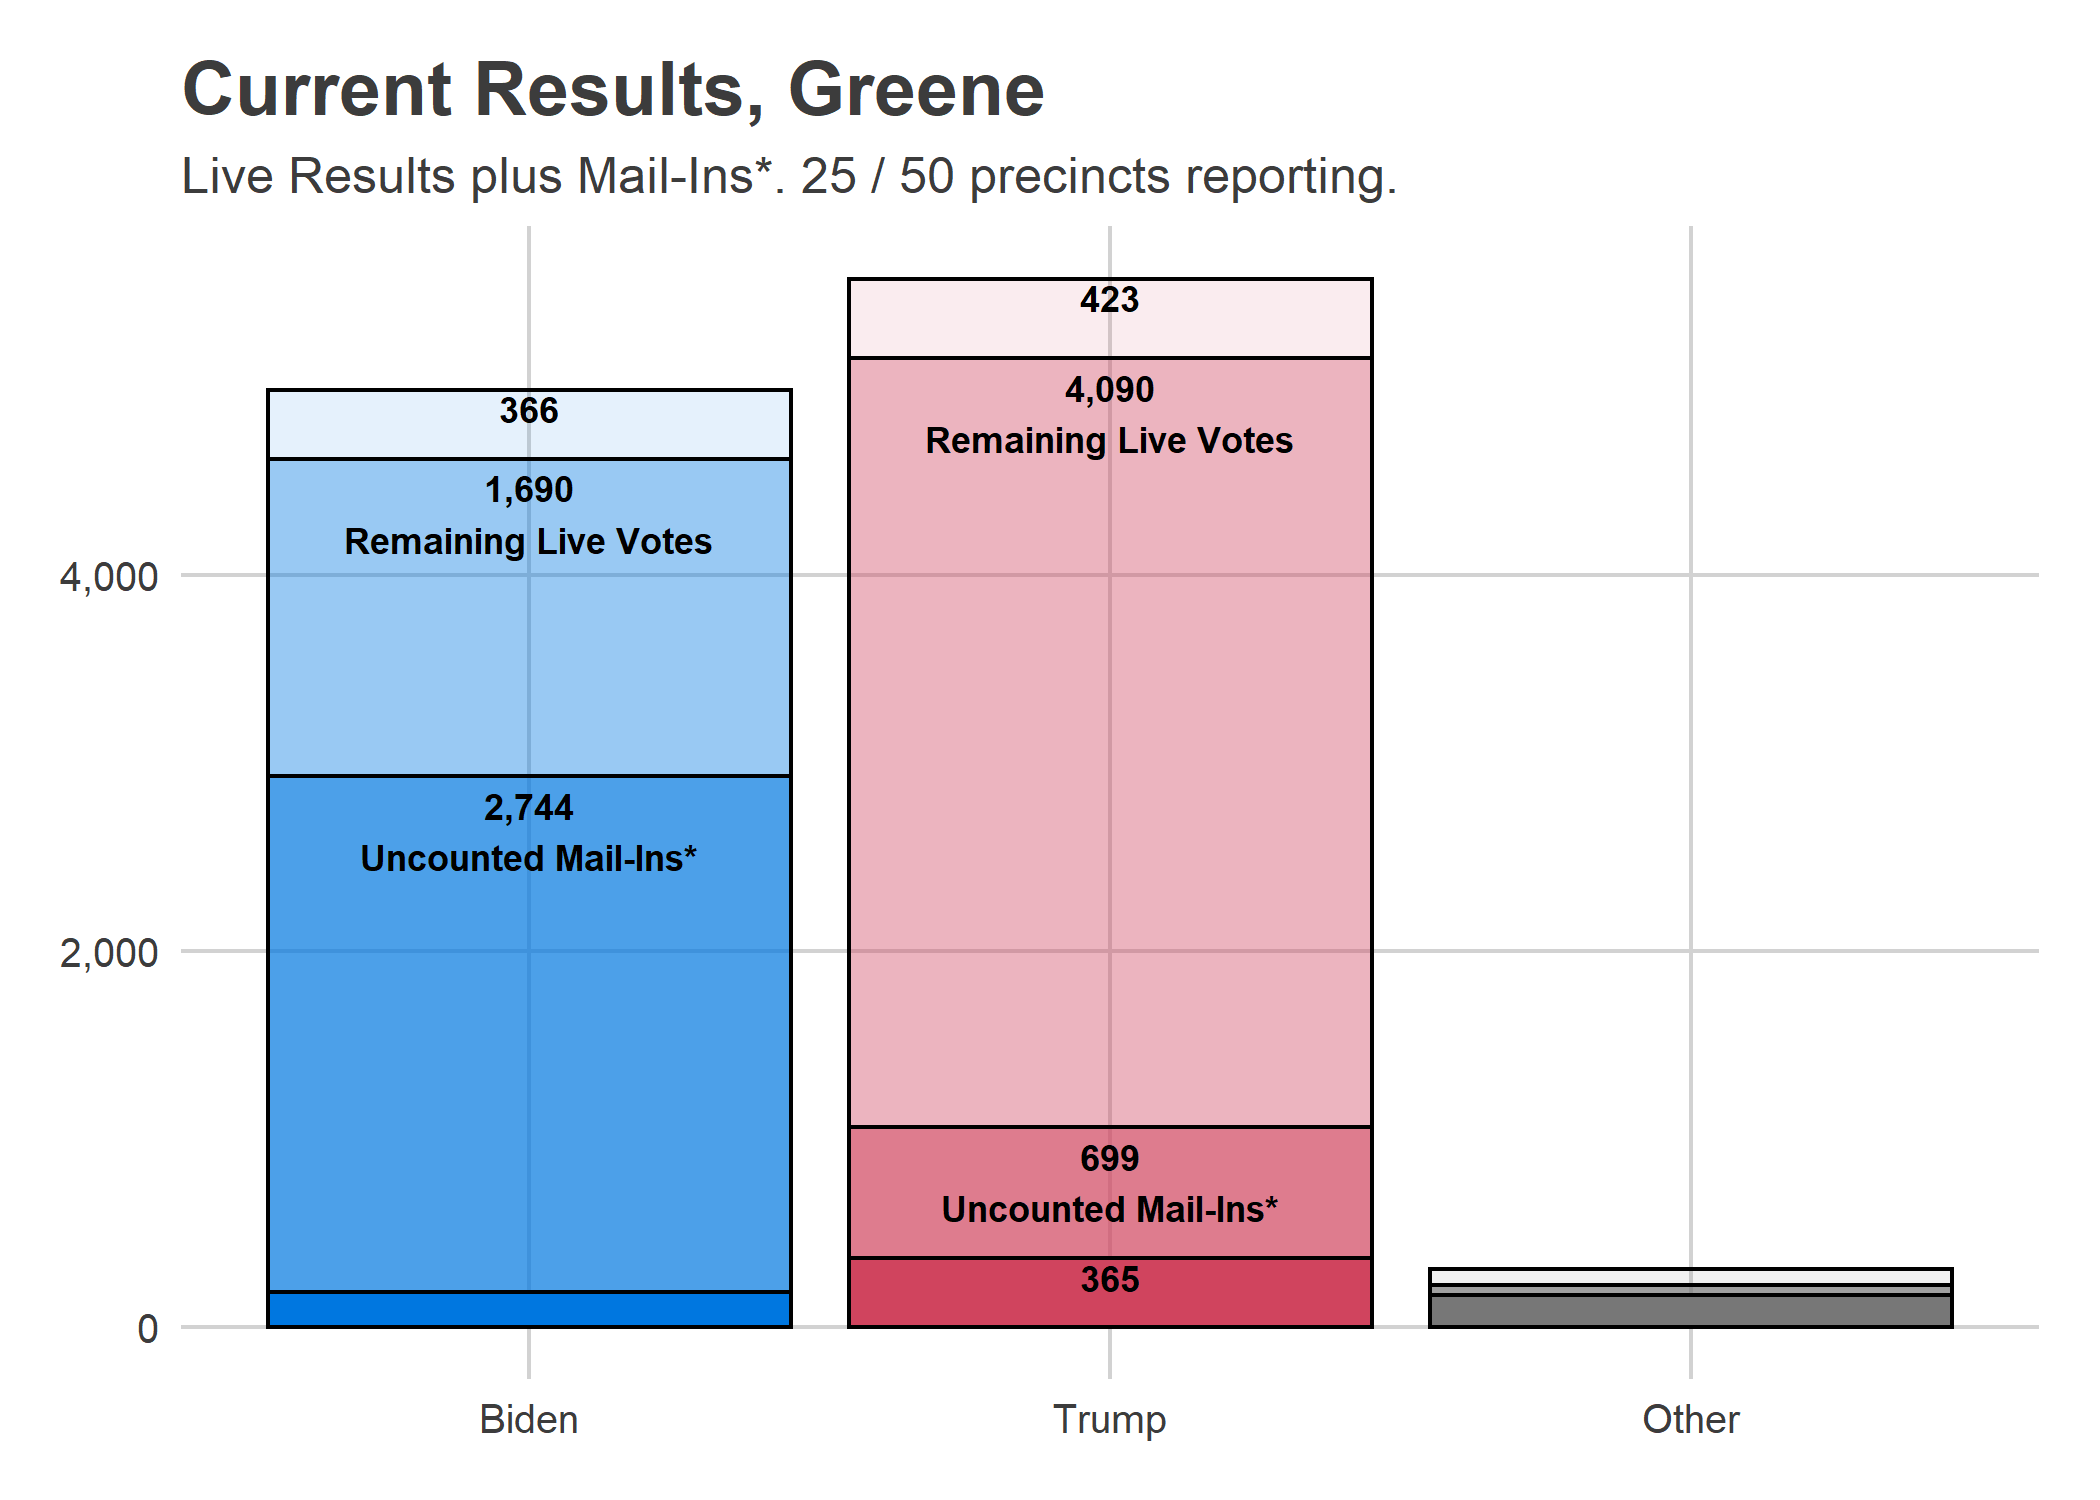 Current Results, Greene
Live Results plus Mail-Ins*. 25 / 50 precincts reporting.
423
4,090
Remaining Live Votes
366
1,690
Remaining Live Votes
4,000
2,744
Uncounted Mail-Ins*
2,000
699
Uncounted Mail-Ins*
365
0
Biden
Trump
Other